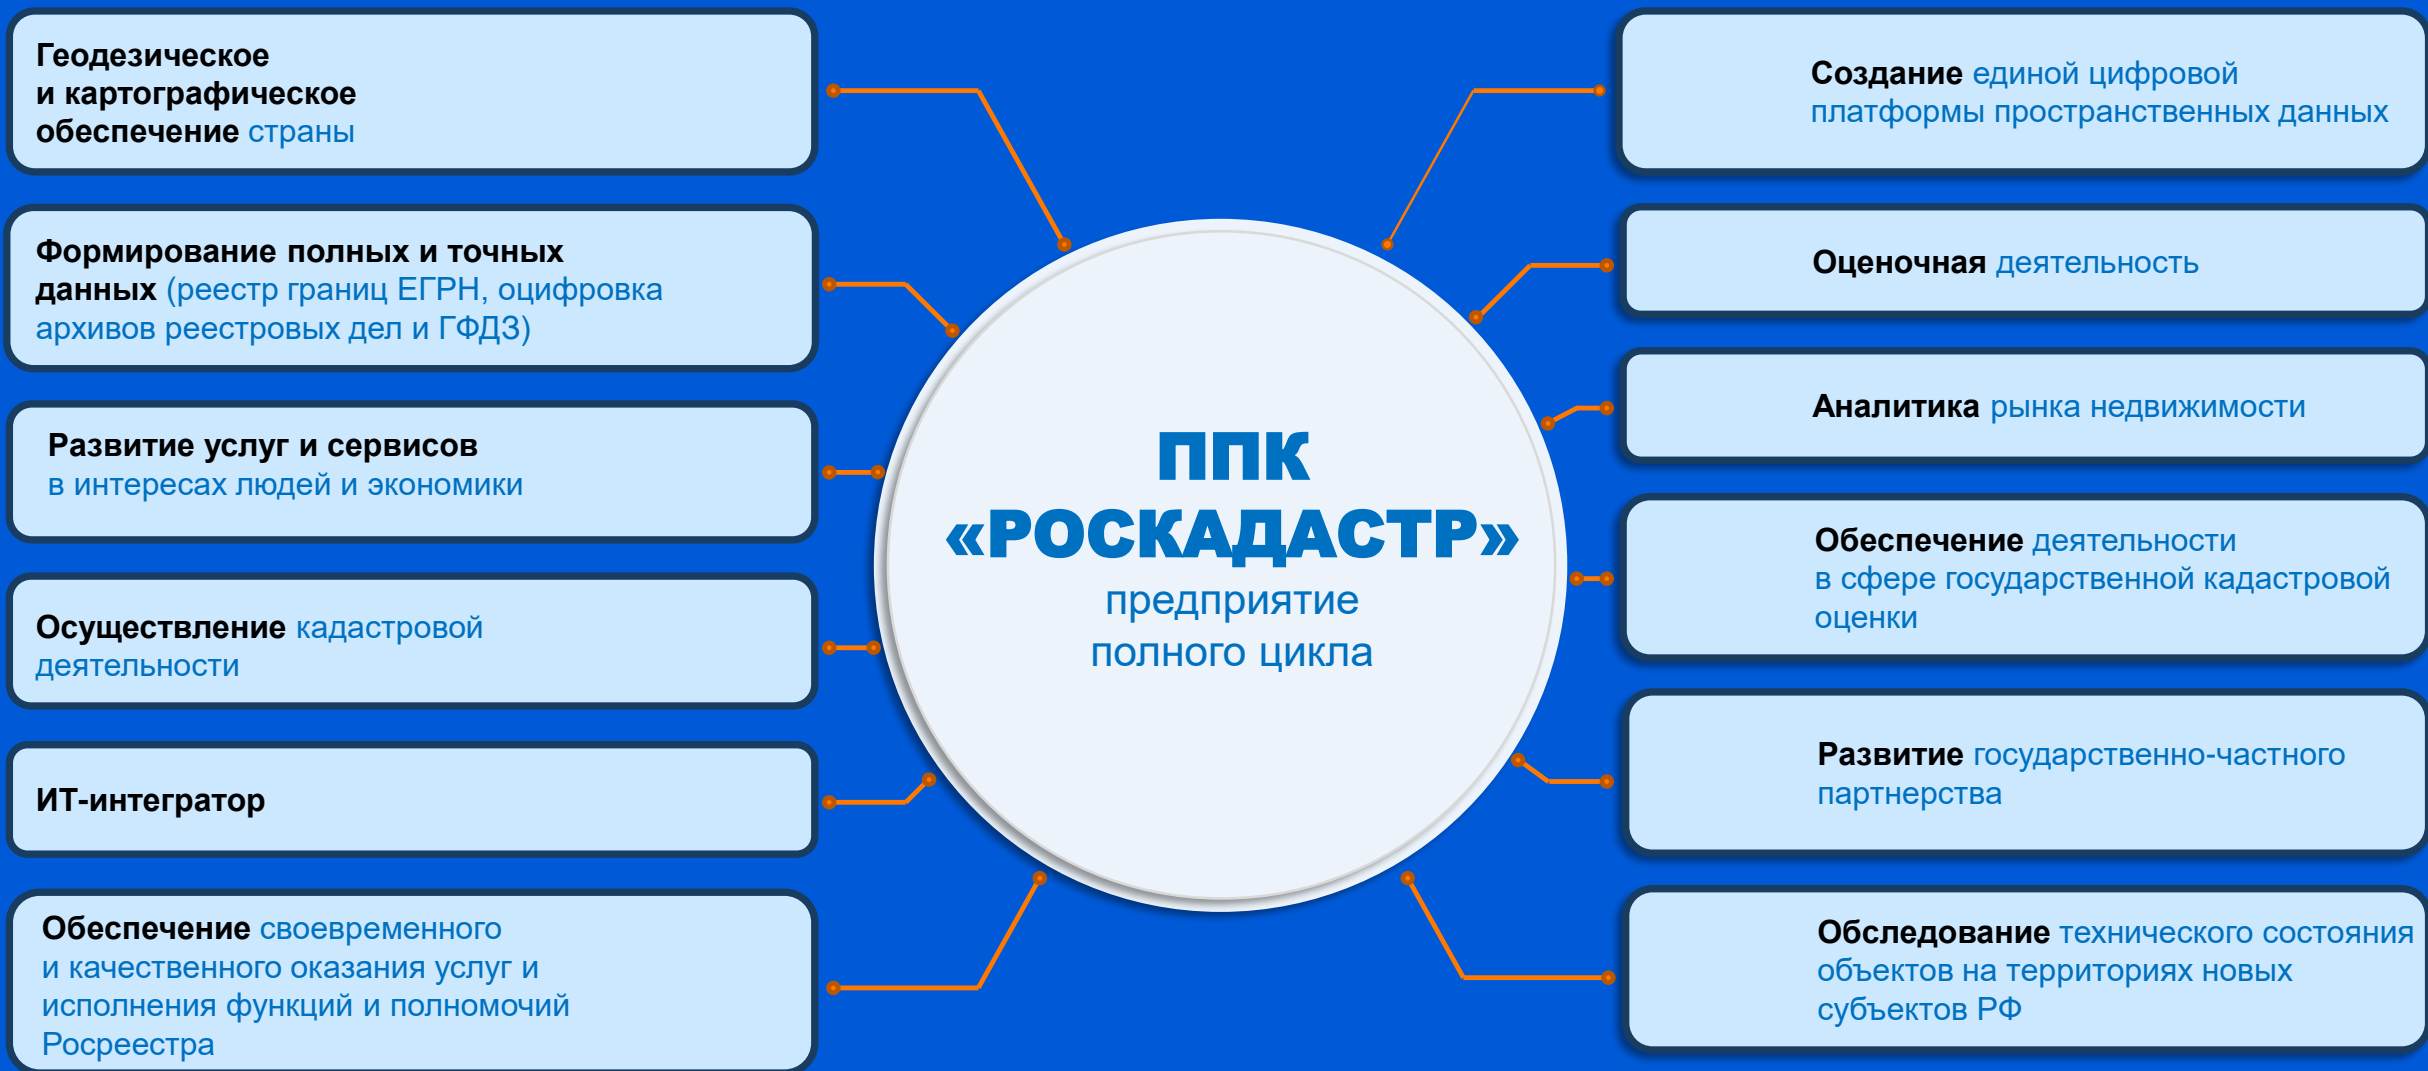 Геодезическое
и картографическое
обеспечение страны
Формирование полных и точных
данных (реестр границ ЕГРН, оцифровка
архивов реестровых дел и ГФДЗ)
Развитие услуг и сервисов
в интересах людей и экономики
Осуществление кадастровой
деятельности
ИТ-интегратор
Обеспечение своевременного
и качественного оказания услуг и
исполнения функций и полномочий
Росреестра
ППК
«РОСКАДАСТР»
предприятие
полного цикла
Создание единой цифровой
платформы пространственных данных
Оценочная деятельность
Аналитика рынка недвижимости
Обеспечение деятельности
в сфере государственной кадастровой
оценки
Развитие государственно-частного
партнерства
Обследование технического состояния
объектов на территориях новых
субъектов РФ